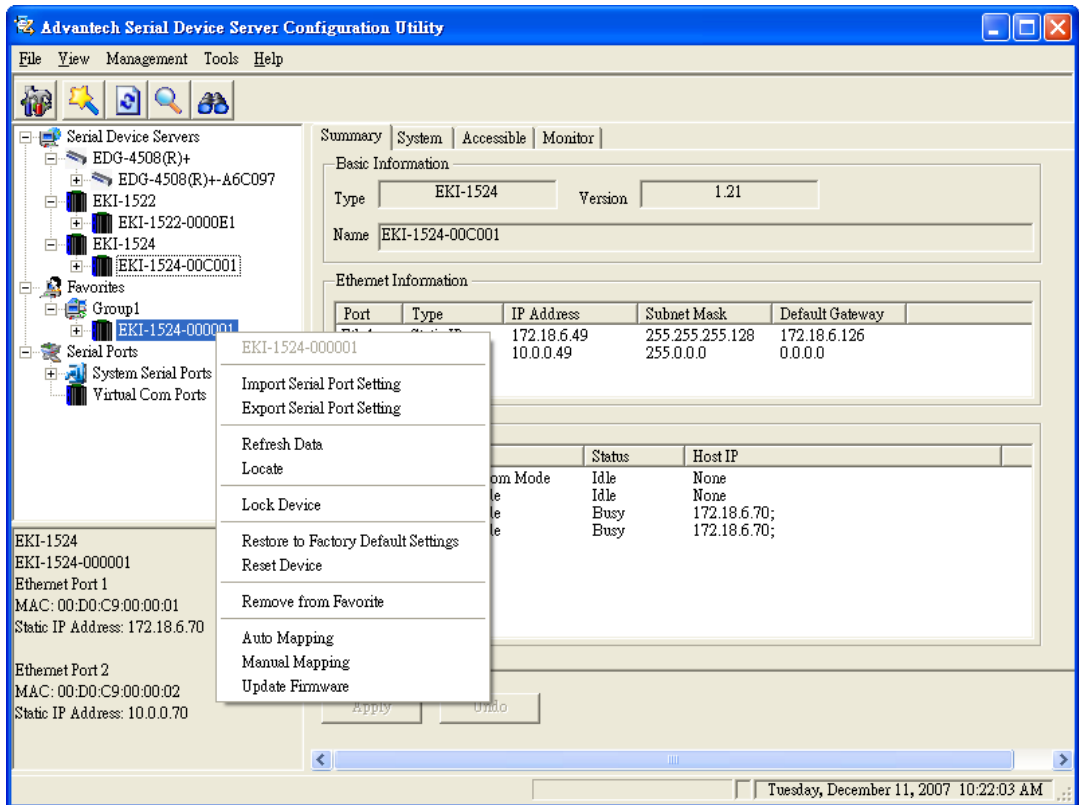 Advantech Serial Device Server Configuration Utility
File View Management Tools Help
Serial Device Servers
EDG-4508(R)+
EDG-4508(R)+-A6C097
EKI-1522
EKI-1522-0000E1
EKI-1524
EKI-1524-00C001
Favorites
Group1
EKI-1524-000001
Serial Ports
System Serial Ports
Virtual Com Ports
EKI-1524
EKI-1524-000001
Ethernet Port 1
MAC: 00:D0:C9:00:00:01
Static IP Address: 172.18.6.70
Ethernet Port 2
MAC: 00:D0:C9:00:00:02
Static IP Address: 10.0.0.70
EKI-1524-000001
Import Serial Port Setting
Export Serial Port Setting
Refresh Data
Locate
Lock Device
Restore to Factory Default Settings
Reset Device
Remove from Favorite
Auto Mapping
Manual Mapping
Update Firmware
Summary System Accessible Monitor
Basic Information
Type EKI-1524 Version 1.21
Name EKI-1524-00C001
Ethernet Information
Port Type IP Address Subnet Mask Default Gateway
172.18.6.49 255.255.255.128 172.18.6.126
10.0.0.49 255.0.0.0 0.0.0.0
Status Host IP
Mode Idle None
Idle None
Busy 172.18.6.70;
Busy 172.18.6.70;
Apply Undo
Tuesday, December 11, 2007 10:22:03 AM